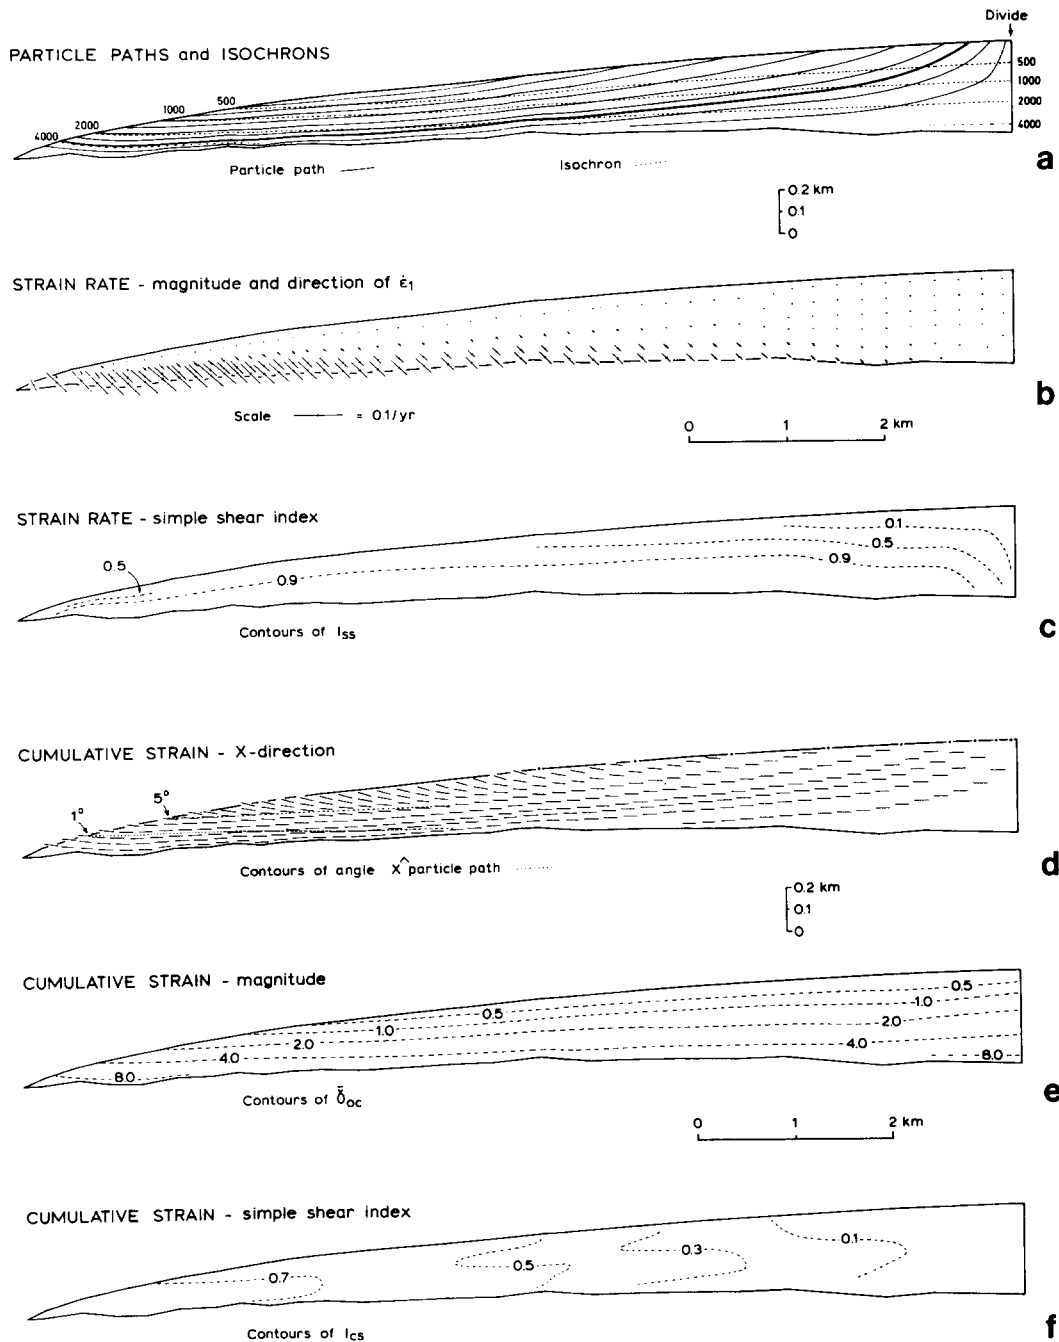 Divide
PARTICLE PATHS and ISOCHRONS
500
1000
2000
4000
500
1000
2000
4000
a
Particle path
Isochron
0.2 km
0.1
0
STRAIN RATE - magnitude and direction of ε̇₁
b
Scale = 0.1/yr
0 1 2 km
STRAIN RATE - simple shear index
0.1
0.5
0.5
0.9
0.9
c
Contours of Iss
CUMULATIVE STRAIN - X-direction
5°
1°
d
Contours of angle X^particle path
0.2 km
0.1
0
CUMULATIVE STRAIN - magnitude
0.5
0.5
1.0
1.0
2.0
2.0
4.0
4.0
8.0
8.0
e
Contours of γ̄oc
0 1 2 km
CUMULATIVE STRAIN - simple shear index
0.1
0.3
0.5
0.7
f
Contours of Ics